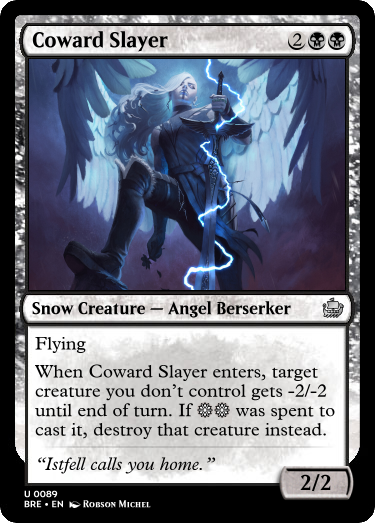 Coward Slayer 2
Snow Creature — Angel Berserker
Flying
When Coward Slayer enters, target
creature you don't control gets -2/-2
until end of turn. If was spent to
cast it, destroy that creature instead.
“Istfell calls you home.”
2/2
U 0089
BRE • EN Robson Michel